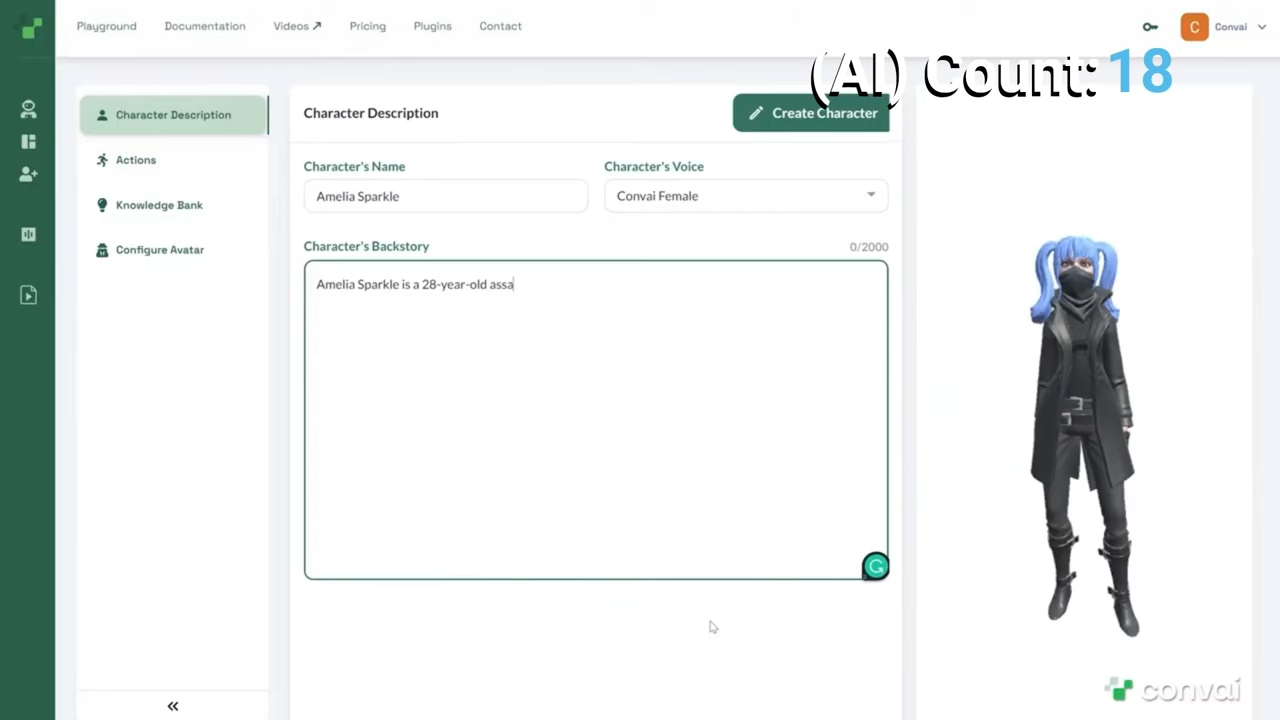 Playground Documentation Videos Pricing Plugins Contact
C Convai
(AI) Count: 18
Character Description
Actions
Knowledge Bank
Configure Avatar
Character Description
Create Character
Character's Name
Amelia Sparkle
Character's Voice
Convai Female
Character's Backstory
0/2000
Amelia Sparkle is a 28-year-old assa
convai